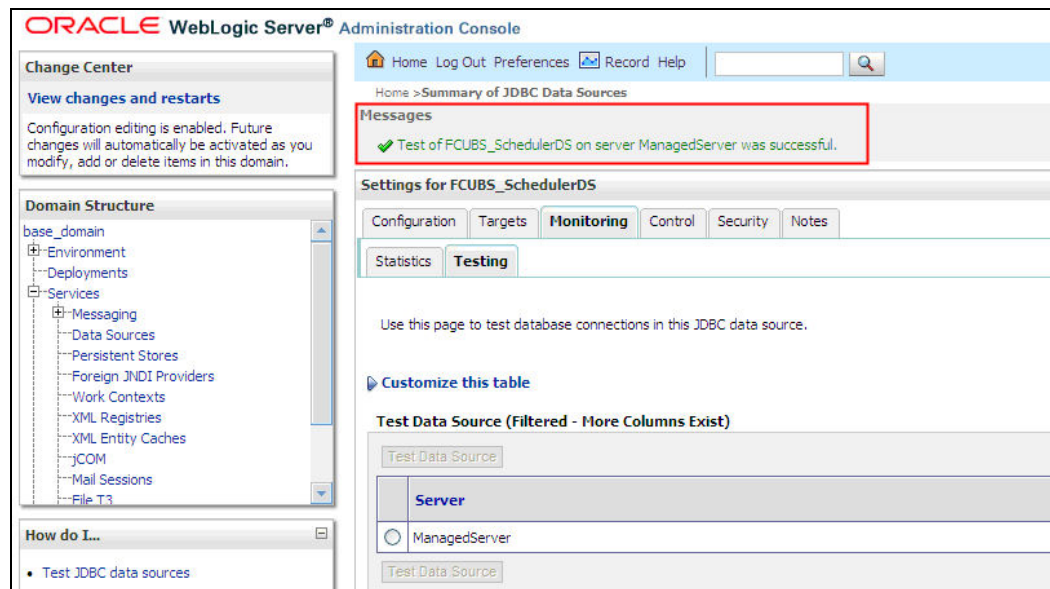 ORACLE WebLogic Server® Administration Console
Change Center
View changes and restarts
Configuration editing is enabled. Future
changes will automatically be activated as you
modify, add or delete items in this domain.
Domain Structure
base_domain
Environment
Deployments
Services
Messaging
Data Sources
Persistent Stores
Foreign JNDI Providers
Work Contexts
XML Registries
XML Entity Caches
jCOM
Mail Sessions
File T3
How do I...
Test JDBC data sources
Home Log Out Preferences Record Help
Home >Summary of JDBC Data Sources
Messages
Test of FCUBS_SchedulerDS on server ManagedServer was successful.
Settings for FCUBS_SchedulerDS
Configuration Targets Monitoring Control Security Notes
Statistics Testing
Use this page to test database connections in this JDBC data source.
Customize this table
Test Data Source (Filtered - More Columns Exist)
Test Data Source
Server
ManagedServer
Test Data Source